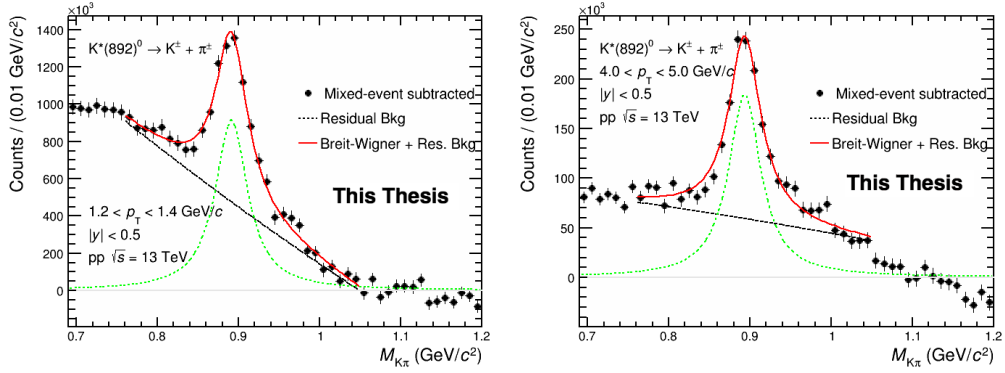 ×10³
1400
1200
1000
800
600
400
200
0
Counts / (0.01 GeV/c²)
K*(892)⁰ → K± + π±
Mixed-event subtracted
Residual Bkg
Breit-Wigner + Res. Bkg
This Thesis
1.2 < pT < 1.4 GeV/c
|y| < 0.5
pp √s = 13 TeV
0.7 0.8 0.9 1 1.1 1.2
MKπ (GeV/c²)
×10³
250
200
150
100
50
0
Counts / (0.01 GeV/c²)
K*(892)⁰ → K± + π±
4.0 < pT < 5.0 GeV/c
|y| < 0.5
pp √s = 13 TeV
Mixed-event subtracted
Residual Bkg
Breit-Wigner + Res. Bkg
This Thesis
0.7 0.8 0.9 1 1.1 1.2
MKπ (GeV/c²)